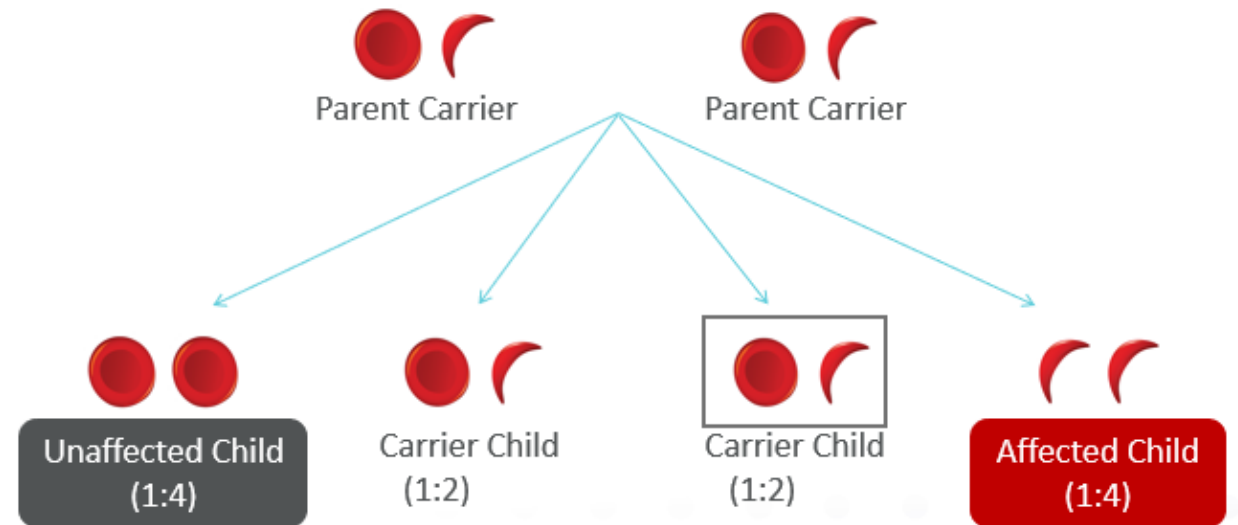 Parent Carrier
Parent Carrier
Unaffected Child
(1:4)
Carrier Child
(1:2)
Carrier Child
(1:2)
Affected Child
(1:4)